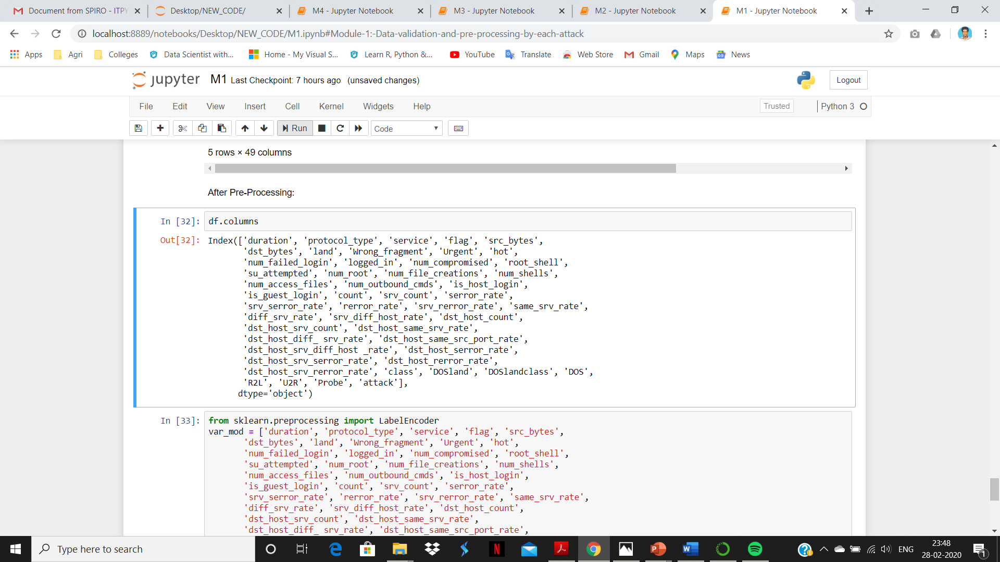 Document from SPIRO - ITPY
Desktop/NEW_CODE/
M4 - Jupyter Notebook
M3 - Jupyter Notebook
M2 - Jupyter Notebook
M1 - Jupyter Notebook
localhost:8889/notebooks/Desktop/NEW_CODE/M1.ipynb#Module-1:-Data-validation-and-pre-processing-by-each-attack
Apps Agri Colleges Data Scientist with... Home - My Visual S... Learn R, Python &... YouTube Translate Web Store Gmail Maps News
jupyter M1 Last Checkpoint: 7 hours ago (unsaved changes) Logout
File Edit View Insert Cell Kernel Widgets Help Trusted Python 3
Run Code
5 rows × 49 columns
After Pre-Processing:
In [32]: df.columns
Out[32]: Index(['duration', 'protocol_type', 'service', 'flag', 'src_bytes',
'dst_bytes', 'land', 'Wrong_fragment', 'Urgent', 'hot',
'num_failed_login', 'logged_in', 'num_compromised', 'root_shell',
'su_attempted', 'num_root', 'num_file_creations', 'num_shells',
'num_access_files', 'num_outbound_cmds', 'is_host_login',
'is_guest_login', 'count', 'srv_count', 'serror_rate',
'srv_serror_rate', 'rerror_rate', 'srv_rerror_rate', 'same_srv_rate',
'diff_srv_rate', 'srv_diff_host_rate', 'dst_host_count',
'dst_host_srv_count', 'dst_host_same_srv_rate',
'dst_host_diff_ srv_rate', 'dst_host_same_src_port_rate',
'dst_host_srv_diff_host _rate', 'dst_host_serror_rate',
'dst_host_srv_serror_rate', 'dst_host_rerror_rate',
'dst_host_srv_rerror_rate', 'class', 'DOSland', 'DOSlandclass', 'DOS',
'R2L', 'U2R', 'Probe', 'attack'],
dtype='object')
In [33]: from sklearn.preprocessing import LabelEncoder
var_mod = ['duration', 'protocol_type', 'service', 'flag', 'src_bytes',
'dst_bytes', 'land', 'Wrong_fragment', 'Urgent', 'hot',
'num_failed_login', 'logged_in', 'num_compromised', 'root_shell',
'su_attempted', 'num_root', 'num_file_creations', 'num_shells',
'num_access_files', 'num_outbound_cmds', 'is_host_login',
'is_guest_login', 'count', 'srv_count', 'serror_rate',
'srv_serror_rate', 'rerror_rate', 'srv_rerror_rate', 'same_srv_rate',
'diff_srv_rate', 'srv_diff_host_rate', 'dst_host_count',
'dst_host_srv_count', 'dst_host_same_srv_rate',
'dst_host_diff_ srv_rate', 'dst_host_same_src_port_rate',
Type here to search
ENG
23:48
28-02-2020
1